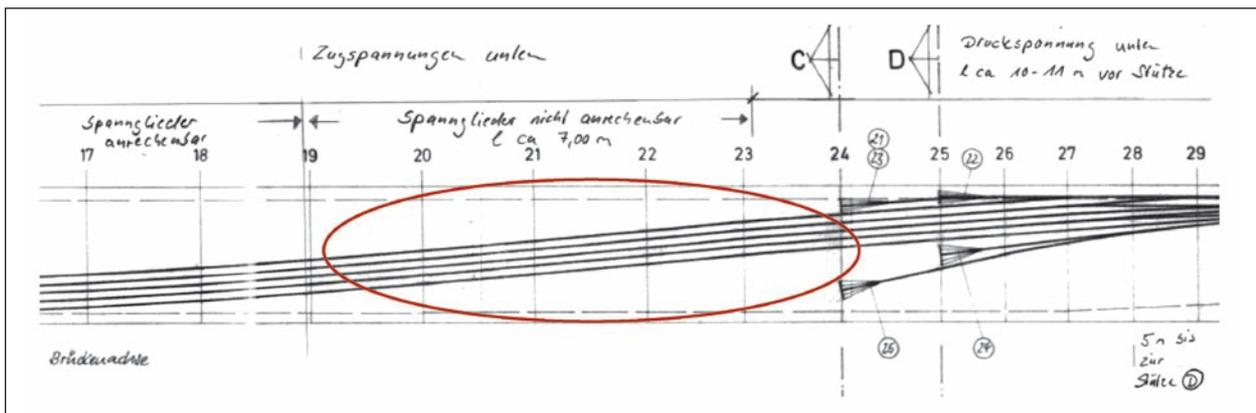 Zugspannungen unten
C
D
Druckspannung unten
l ca 10-11 m vor Stütze
Spannglieder
anrechenbar
Spannglieder nicht anrechenbar
l ca 7,00 m
17 18 19 20 21 22 23 24 25 26 27 28 29
21
23
22
25
24
Brückenachse
5 m bis
zur
Stütze D